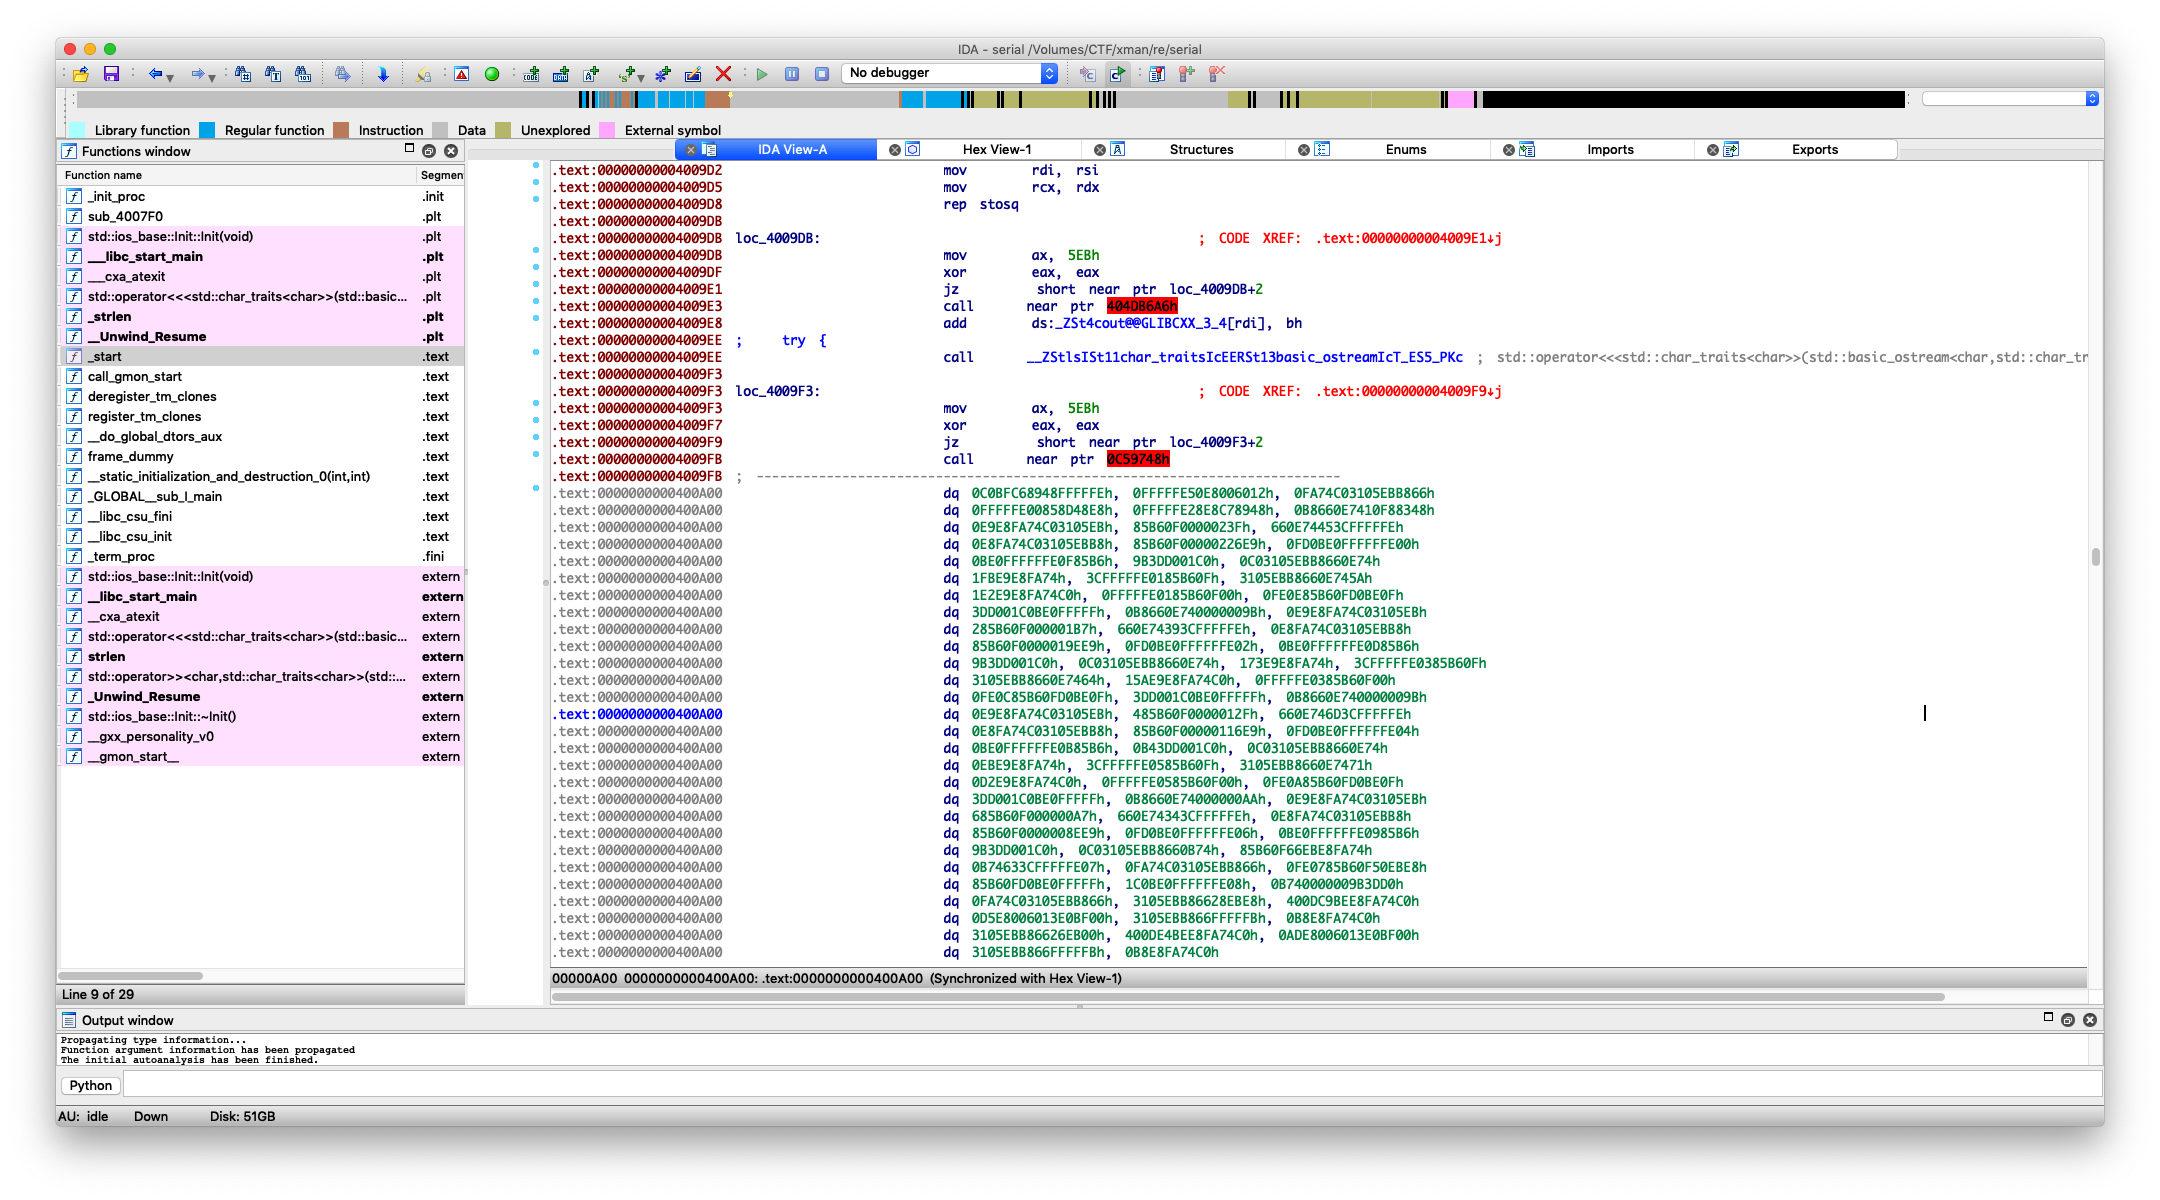 IDA - serial /Volumes/CTF/xman/re/serial
No debugger
Library function Regular function Instruction Data Unexplored External symbol
Functions window
IDA View-A Hex View-1 Structures Enums Imports Exports
Function name Segmen
_init_proc .init
sub_4007F0 .plt
std::ios_base::Init::Init(void) .plt
___libc_start_main .plt
___cxa_atexit .plt
std::operator<<<std::char_traits<char>>(std::basic... .plt
_strlen .plt
__Unwind_Resume .plt
_start .text
call_gmon_start .text
deregister_tm_clones .text
register_tm_clones .text
__do_global_dtors_aux .text
frame_dummy .text
__static_initialization_and_destruction_0(int,int) .text
_GLOBAL__sub_I_main .text
__libc_csu_fini .text
__libc_csu_init .text
_term_proc .fini
std::ios_base::Init::Init(void) extern
__libc_start_main extern
__cxa_atexit extern
std::operator<<<std::char_traits<char>>(std::basic... extern
strlen extern
std::operator>><char,std::char_traits<char>>(std::... extern
_Unwind_Resume extern
std::ios_base::Init::~Init() extern
__gxx_personality_v0 extern
__gmon_start__ extern
Line 9 of 29
.text:00000000004009D2 mov rdi, rsi
.text:00000000004009D5 mov rcx, rdx
.text:00000000004009D8 rep stosq
.text:00000000004009DB
.text:00000000004009DB loc_4009DB: ; CODE XREF: .text:00000000004009E1↓j
.text:00000000004009DB mov ax, 5EBh
.text:00000000004009DF xor eax, eax
.text:00000000004009E1 jz short near ptr loc_4009DB+2
.text:00000000004009E3 call near ptr 404DB6A6h
.text:00000000004009E8 add ds:_ZSt4cout@@GLIBCXX_3_4[rdi], bh
.text:00000000004009EE ; try {
.text:00000000004009EE call __ZStlsISt11char_traitsIcEERSt13basic_ostreamIcT_ES5_PKc ; std::operator<<<std::char_traits<char>>(std::basic_ostream<char,std::char_tr
.text:00000000004009F3
.text:00000000004009F3 loc_4009F3: ; CODE XREF: .text:00000000004009F9↓j
.text:00000000004009F3 mov ax, 5EBh
.text:00000000004009F7 xor eax, eax
.text:00000000004009F9 jz short near ptr loc_4009F3+2
.text:00000000004009FB call near ptr 0C59748h
.text:00000000004009FB ; ---------------------------------------------------------------------------
.text:0000000000400A00 dq 0C0BFC68948FFFFFEh, 0FFFFFE50E8006012h, 0FA74C03105EBB866h
.text:0000000000400A00 dq 0FFFFFE00858D48E8h, 0FFFFFE28E8C78948h, 0B8660E7410F88348h
.text:0000000000400A00 dq 0E9E8FA74C03105EBh, 85B60F0000023Fh, 660E74453CFFFFFEh
.text:0000000000400A00 dq 0E8FA74C03105EBB8h, 85B60F00000226E9h, 0FD0BE0FFFFFFE00h
.text:0000000000400A00 dq 0BE0FFFFFFE0F85B6h, 9B3DD001C0h, 0C03105EBB8660E74h
.text:0000000000400A00 dq 1FBE9E8FA74h, 3CFFFFFE0185B60Fh, 3105EBB8660E745Ah
.text:0000000000400A00 dq 1E2E9E8FA74C0h, 0FFFFFE0185B60F00h, 0FE0E85B60FD0BE0Fh
.text:0000000000400A00 dq 3DD001C0BE0FFFFFh, 0B8660E740000009Bh, 0E9E8FA74C03105EBh
.text:0000000000400A00 dq 285B60F000001B7h, 660E74393CFFFFFEh, 0E8FA74C03105EBB8h
.text:0000000000400A00 dq 85B60F0000019EE9h, 0FD0BE0FFFFFFE02h, 0BE0FFFFFFE0D85B6h
.text:0000000000400A00 dq 9B3DD001C0h, 0C03105EBB8660E74h, 173E9E8FA74h, 3CFFFFFE0385B60Fh
.text:0000000000400A00 dq 3105EBB8660E7464h, 15AE9E8FA74C0h, 0FFFFFE0385B60F00h
.text:0000000000400A00 dq 0FE0C85B60FD0BE0Fh, 3DD001C0BE0FFFFFh, 0B8660E740000009Bh
.text:0000000000400A00 dq 0E9E8FA74C03105EBh, 485B60F0000012Fh, 660E746D3CFFFFFEh
.text:0000000000400A00 dq 0E8FA74C03105EBB8h, 85B60F00000116E9h, 0FD0BE0FFFFFFE04h
.text:0000000000400A00 dq 0BE0FFFFFFE0B85B6h, 0B43DD001C0h, 0C03105EBB8660E74h
.text:0000000000400A00 dq 0EBE9E8FA74h, 3CFFFFFE0585B60Fh, 3105EBB8660E7471h
.text:0000000000400A00 dq 0D2E9E8FA74C0h, 0FFFFFE0585B60F00h, 0FE0A85B60FD0BE0Fh
.text:0000000000400A00 dq 3DD001C0BE0FFFFFh, 0B8660E74000000AAh, 0E9E8FA74C03105EBh
.text:0000000000400A00 dq 685B60F000000A7h, 660E74343CFFFFFEh, 0E8FA74C03105EBB8h
.text:0000000000400A00 dq 85B60F0000008EE9h, 0FD0BE0FFFFFFE06h, 0BE0FFFFFFE0985B6h
.text:0000000000400A00 dq 9B3DD001C0h, 0C03105EBB8660B74h, 85B60F66EBE8FA74h
.text:0000000000400A00 dq 0B74633CFFFFFE07h, 0FA74C03105EBB866h, 0FE0785B60F50EBE8h
.text:0000000000400A00 dq 85B60FD0BE0FFFFFh, 1C0BE0FFFFFFE08h, 0B740000009B3DD0h
.text:0000000000400A00 dq 0FA74C03105EBB866h, 3105EBB86628EBE8h, 400DC9BEE8FA74C0h
.text:0000000000400A00 dq 0D5E8006013E0BF00h, 3105EBB866FFFFFBh, 0B8E8FA74C0h
.text:0000000000400A00 dq 3105EBB86626EB00h, 400DE4BEE8FA74C0h, 0ADE8006013E0BF00h
.text:0000000000400A00 dq 3105EBB866FFFFFBh, 0B8E8FA74C0h
00000A00 0000000000400A00: .text:0000000000400A00 (Synchronized with Hex View-1)
Output window
Propagating type information...
Function argument information has been propagated
The initial autoanalysis has been finished.
Python
AU: idle Down Disk: 51GB